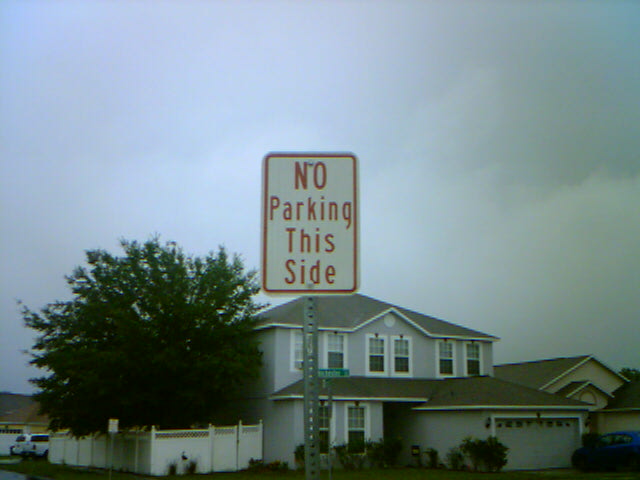 NO
Parking
This
Side